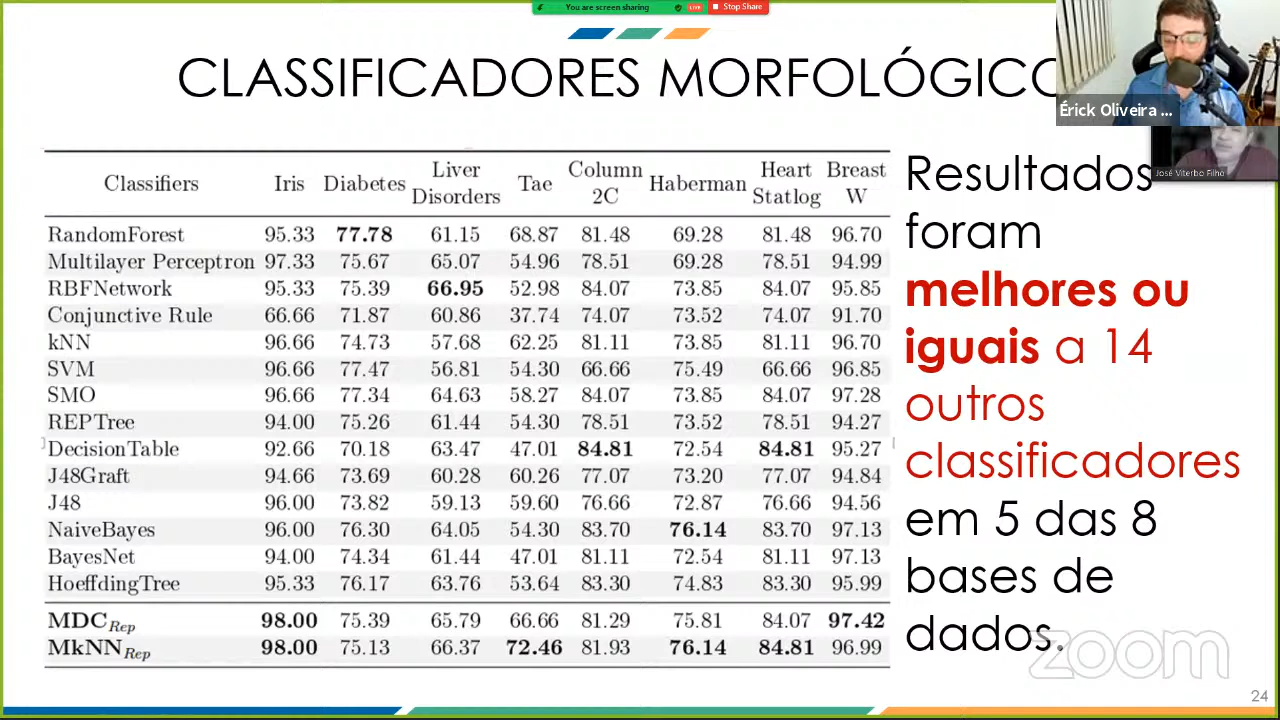 You are screen sharing LIVE Stop Share
CLASSIFICADORES MORFOLÓGICO
Érick Oliveira ...
José Viterbo Filho
Classifiers Iris Diabetes Liver Disorders Tae Column 2C Haberman Heart Statlog Breast W
RandomForest 95.33 77.78 61.15 68.87 81.48 69.28 81.48 96.70
Multilayer Perceptron 97.33 75.67 65.07 54.96 78.51 69.28 78.51 94.99
RBFNetwork 95.33 75.39 66.95 52.98 84.07 73.85 84.07 95.85
Conjunctive Rule 66.66 71.87 60.86 37.74 74.07 73.52 74.07 91.70
kNN 96.66 74.73 57.68 62.25 81.11 73.85 81.11 96.70
SVM 96.66 77.47 56.81 54.30 66.66 75.49 66.66 96.85
SMO 96.66 77.34 64.63 58.27 84.07 73.85 84.07 97.28
REPTree 94.00 75.26 61.44 54.30 78.51 73.52 78.51 94.27
DecisionTable 92.66 70.18 63.47 47.01 84.81 72.54 84.81 95.27
J48Graft 94.66 73.69 60.28 60.26 77.07 73.20 77.07 94.84
J48 96.00 73.82 59.13 59.60 76.66 72.87 76.66 94.56
NaiveBayes 96.00 76.30 64.05 54.30 83.70 76.14 83.70 97.13
BayesNet 94.00 74.34 61.44 47.01 81.11 72.54 81.11 97.13
HoeffdingTree 95.33 76.17 63.76 53.64 83.30 74.83 83.30 95.99
MDC Rep 98.00 75.39 65.79 66.66 81.29 75.81 84.07 97.42
MkNN Rep 98.00 75.13 66.37 72.46 81.93 76.14 84.81 96.99
Resultados
foram
melhores ou
iguais a 14
outros
classificadores
em 5 das 8
bases de
dados.
zoom
24